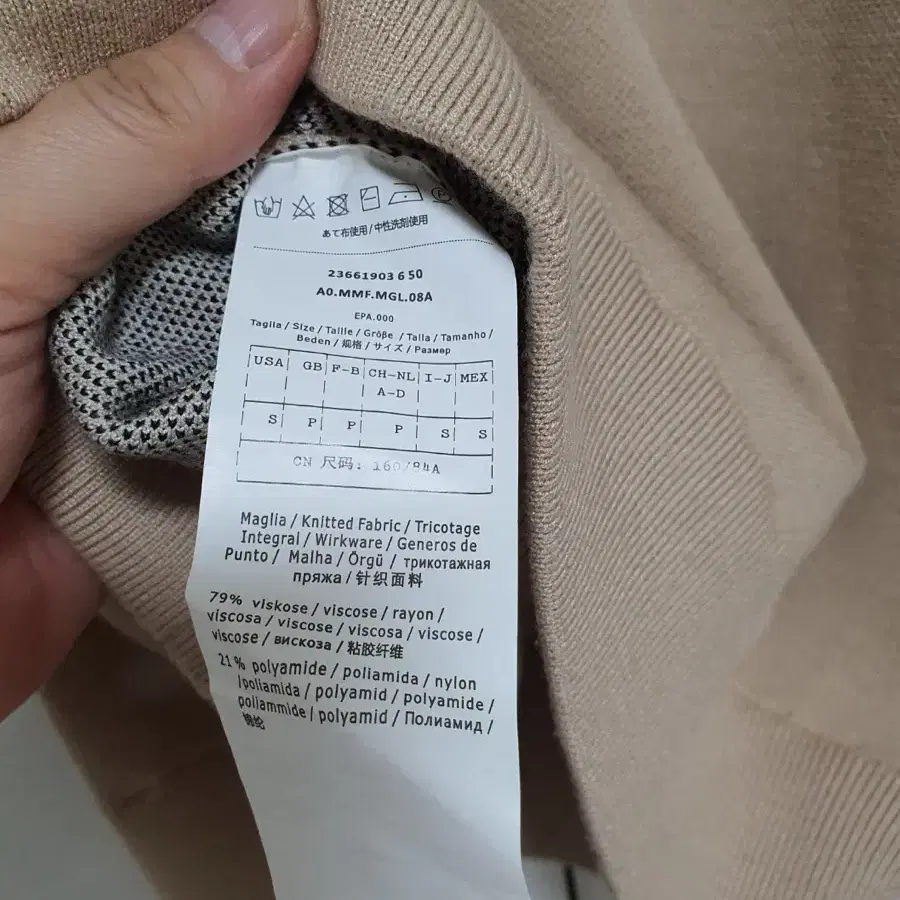 あて布使用/中性洗剤使用
23661903 6 50
A0.MMF.MGL.08A
EPA.000
Taglia / Size / Taille / Größe / Talla / Tamanho /
Beden / 规格 / サイズ / Размер
USA GB F-B CH-NL I-J MEX
A-D
S P P P S S
CN 尺码: 160/84A
Maglia / Knitted Fabric / Tricotage
Integral / Wirkware / Generos de
Punto / Malha / Örgü / трикотажная
пряжа / 针织面料
79% viskose / viscose / rayon /
viscosa / viscose / viscosa / viscose /
viscose / вискоза / 粘胶纤维
21% polyamide / poliamida / nylon
/poliamida / polyamid / polyamide /
poliammide / polyamid / Полиамид /
锦纶